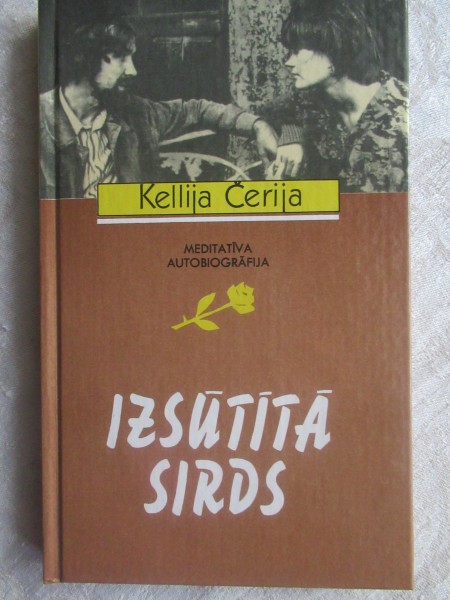 Kellija Čerija
MEDITATĪVA
AUTOBIOGRĀFIJA
IZSŪTĪTĀ
SIRDS